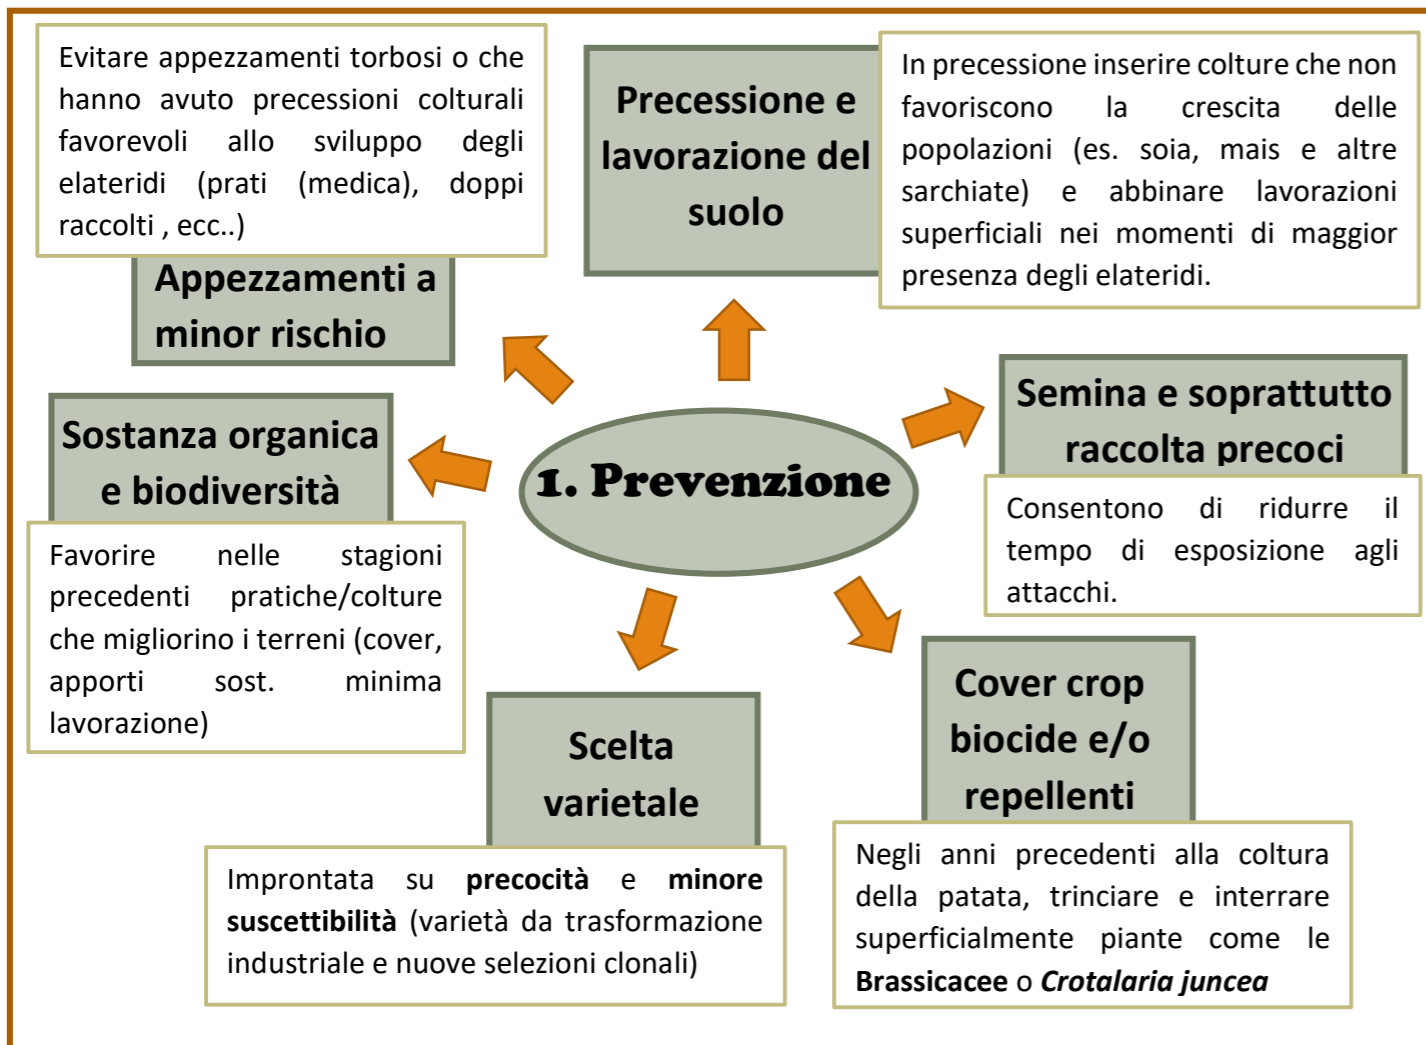 Evitare appezzamenti torbosi o che
hanno avuto precessioni colturali
favorevoli allo sviluppo degli
elateridi (prati (medica), doppi
raccolti , ecc..)
Appezzamenti a
minor rischio
Precessione e
lavorazione del
suolo
In precessione inserire colture che non
favoriscono la crescita delle
popolazioni (es. soia, mais e altre
sarchiate) e abbinare lavorazioni
superficiali nei momenti di maggior
presenza degli elateridi.
Sostanza organica
e biodiversità
Favorire nelle stagioni
precedenti pratiche/colture
che migliorino i terreni (cover,
apporti sost. minima
lavorazione)
1. Prevenzione
Semina e soprattutto
raccolta precoci
Consentono di ridurre il
tempo di esposizione agli
attacchi.
Scelta
varietale
Improntata su precocità e minore
suscettibilità (varietà da trasformazione
industriale e nuove selezioni clonali)
Cover crop
biocide e/o
repellenti
Negli anni precedenti alla coltura
della patata, trinciare e interrare
superficialmente piante come le
Brassicacee o Crotalaria juncea